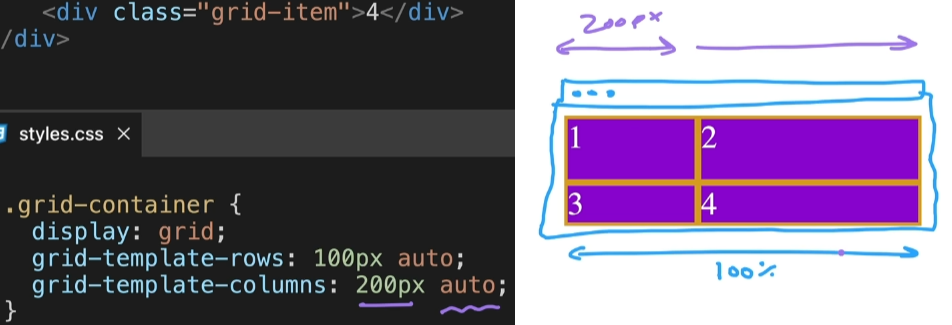 <div class="grid-item">4</div>
/div>
styles.css ×
.grid-container {
display: grid;
grid-template-rows: 100px auto;
grid-template-columns: 200px auto;
}
200px
1 2
3 4
100%